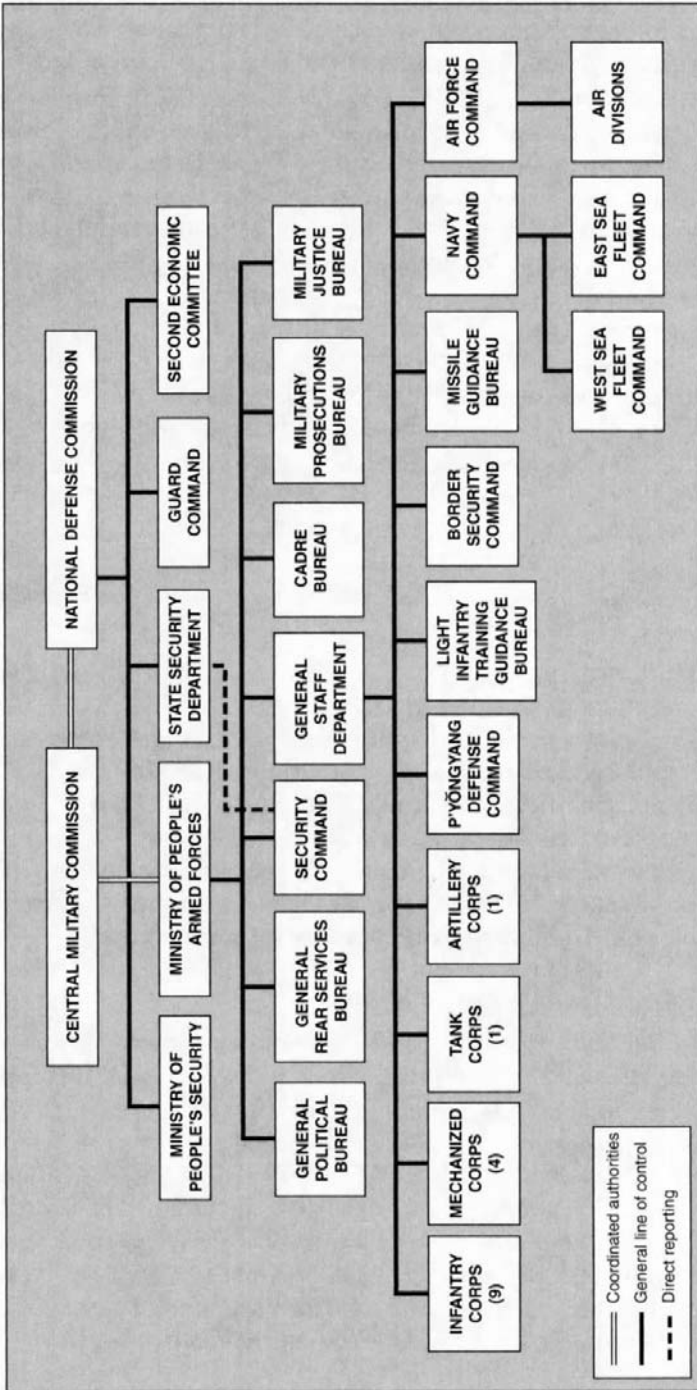 CENTRAL MILITARY COMMISSION
NATIONAL DEFENSE COMMISSION
MINISTRY OF
PEOPLE'S SECURITY
MINISTRY OF PEOPLE'S
ARMED FORCES
STATE SECURITY
DEPARTMENT
GUARD
COMMAND
SECOND ECONOMIC
COMMITTEE
GENERAL
POLITICAL
BUREAU
GENERAL
REAR SERVICES
BUREAU
SECURITY
COMMAND
GENERAL
STAFF
DEPARTMENT
CADRE
BUREAU
MILITARY
PROSECUTIONS
BUREAU
MILITARY
JUSTICE
BUREAU
INFANTRY
CORPS
(9)
MECHANIZED
CORPS
(4)
TANK
CORPS
(1)
ARTILLERY
CORPS
(1)
P'YŎNGYANG
DEFENSE
COMMAND
LIGHT
INFANTRY
TRAINING
GUIDANCE
BUREAU
BORDER
SECURITY
COMMAND
MISSILE
GUIDANCE
BUREAU
NAVY
COMMAND
AIR FORCE
COMMAND
WEST SEA
FLEET
COMMAND
EAST SEA
FLEET
COMMAND
AIR
DIVISIONS
Coordinated authorities
General line of control
Direct reporting